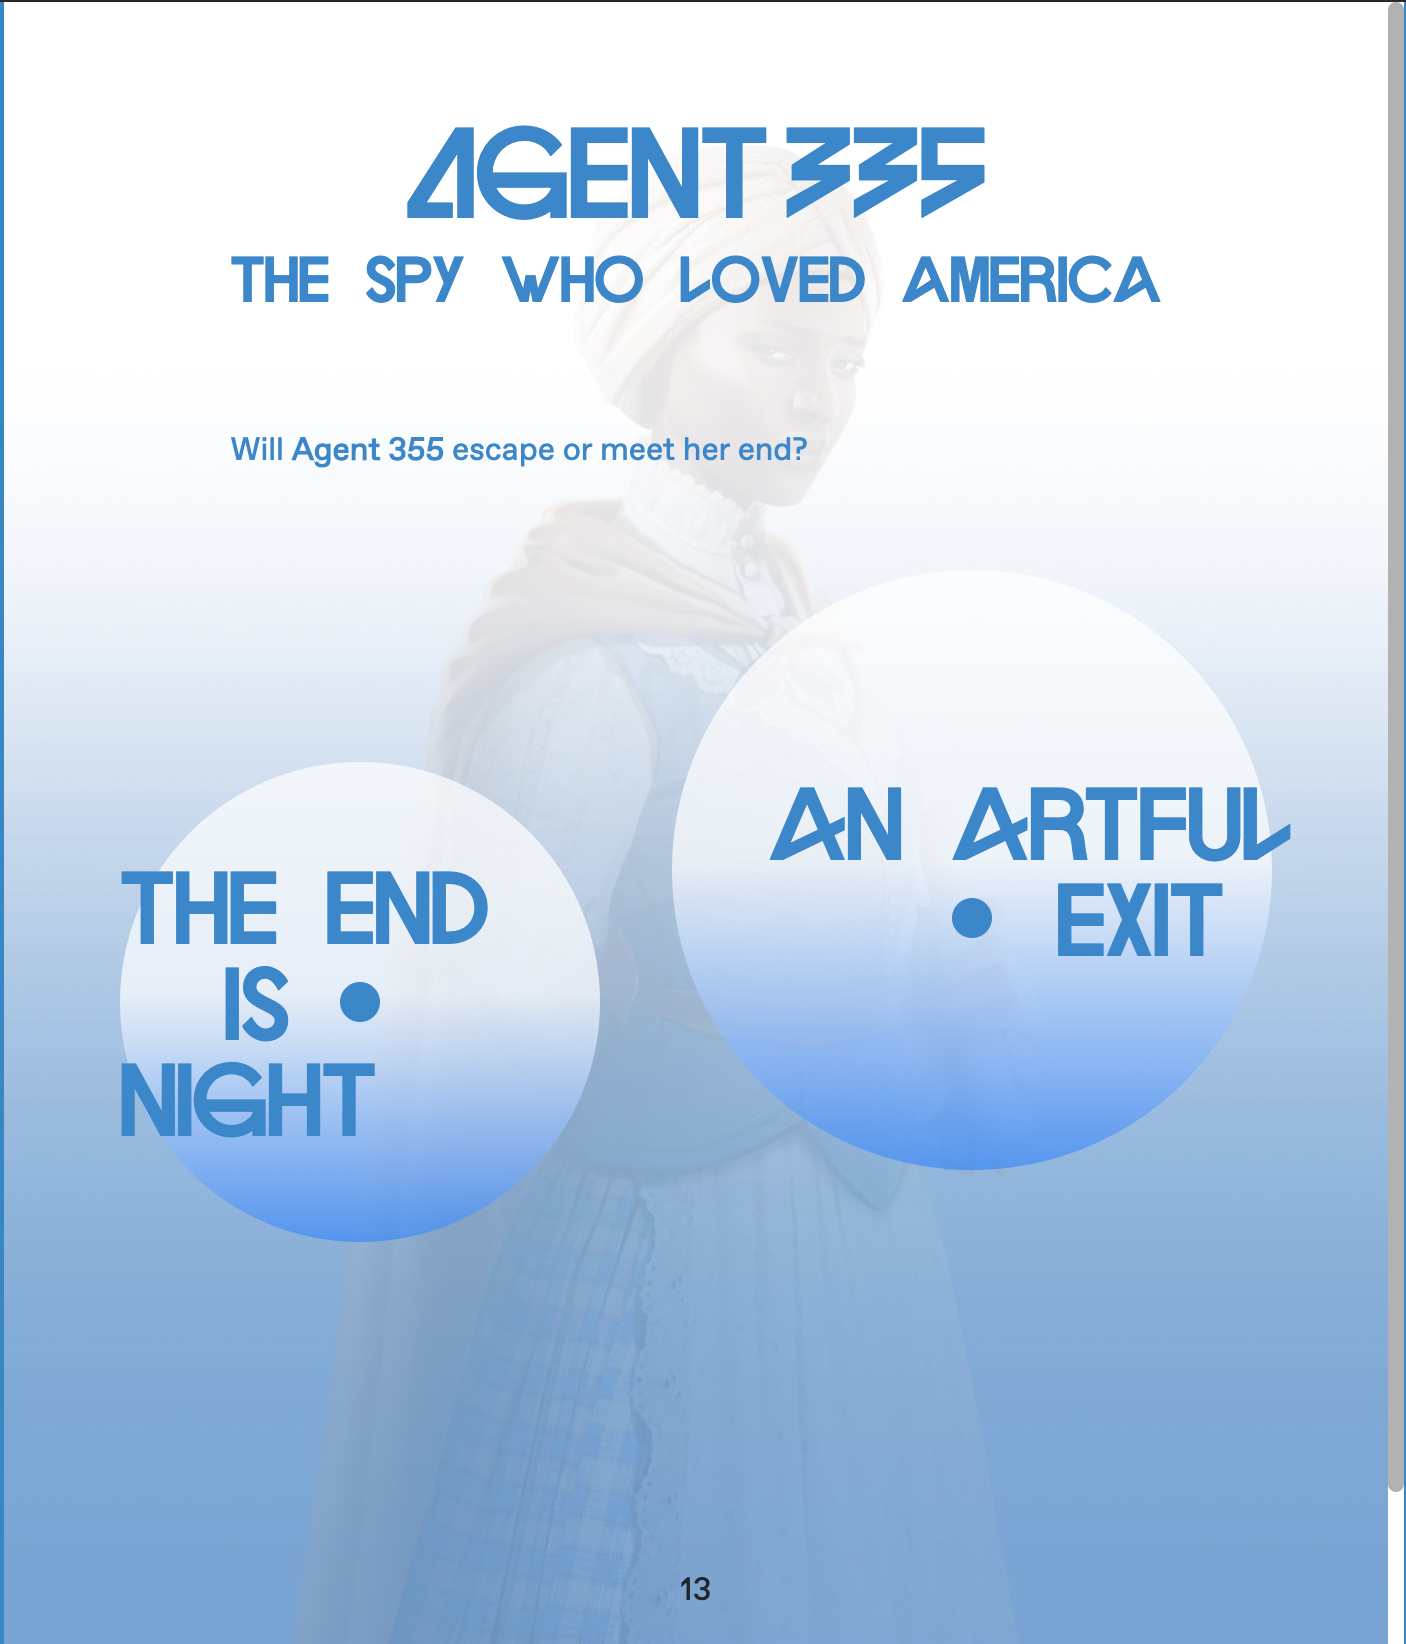 AGENT 335
THE SPY WHO LOVED AMERICA
Will Agent 355 escape or meet her end?
THE END
IS •
NIGHT
AN ARTFUL
• EXIT
13